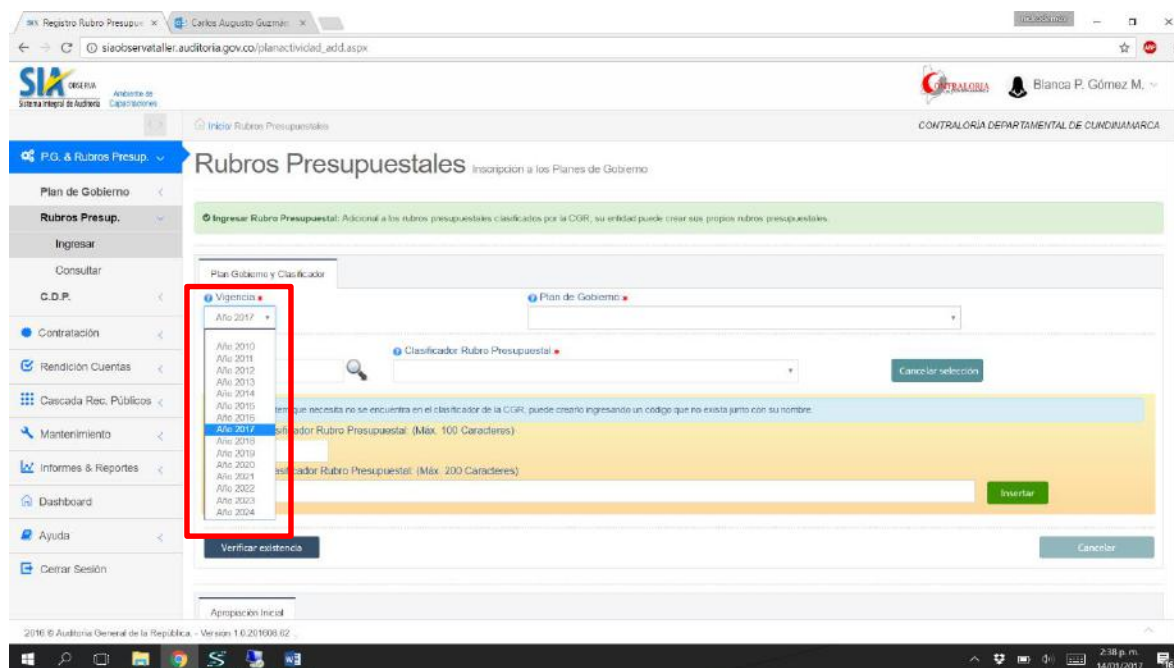 Registro Rubro Presupue
Carlos Augusto Guzmán
siaobservataller.auditoria.gov.co/planactividad_add.aspx
SIA OBSERVA
Sistema Integral de Auditoría
Ambiente de
Capacitaciones
CONTRALORIA
Blanca P. Gómez M.
Inicio/ Rubros Presupuestales
CONTRALORÍA DEPARTAMENTAL DE CUNDINAMARCA
P.G. & Rubros Presup.
Plan de Gobierno
Rubros Presup.
Ingresar
Consultar
C.D.P.
Contratación
Rendición Cuentas
Cascada Rec. Públicos
Mantenimiento
Informes & Reportes
Dashboard
Ayuda
Cerrar Sesión
Rubros Presupuestales Inscripción a los Planes de Gobierno
Ingresar Rubro Presupuestal: Adicional a los rubros presupuestales clasificados por la CGR, su entidad puede crear sus propios rubros presupuestales.
Plan Gobierno y Clasificador
Vigencia
Plan de Gobierno
Año 2017
Año 2010
Año 2011
Año 2012
Año 2013
Año 2014
Año 2015
Año 2016
Año 2017
Año 2018
Año 2019
Año 2020
Año 2021
Año 2022
Año 2023
Año 2024
Clasificador Rubro Presupuestal
Cancelar selección
que necesita no se encuentra en el clasificador de la CGR, puede crearlo ingresando un código que no exista junto con su nombre.
Rubro Presupuestal: (Máx. 100 Caracteres)
Rubro Presupuestal: (Máx. 200 Caracteres)
Insertar
Verificar existencia
Cancelar
Apropiación Inicial
2016 © Auditoría General de la República. - Versión 1.0.201608.62
2:38 p. m.
14/01/2017